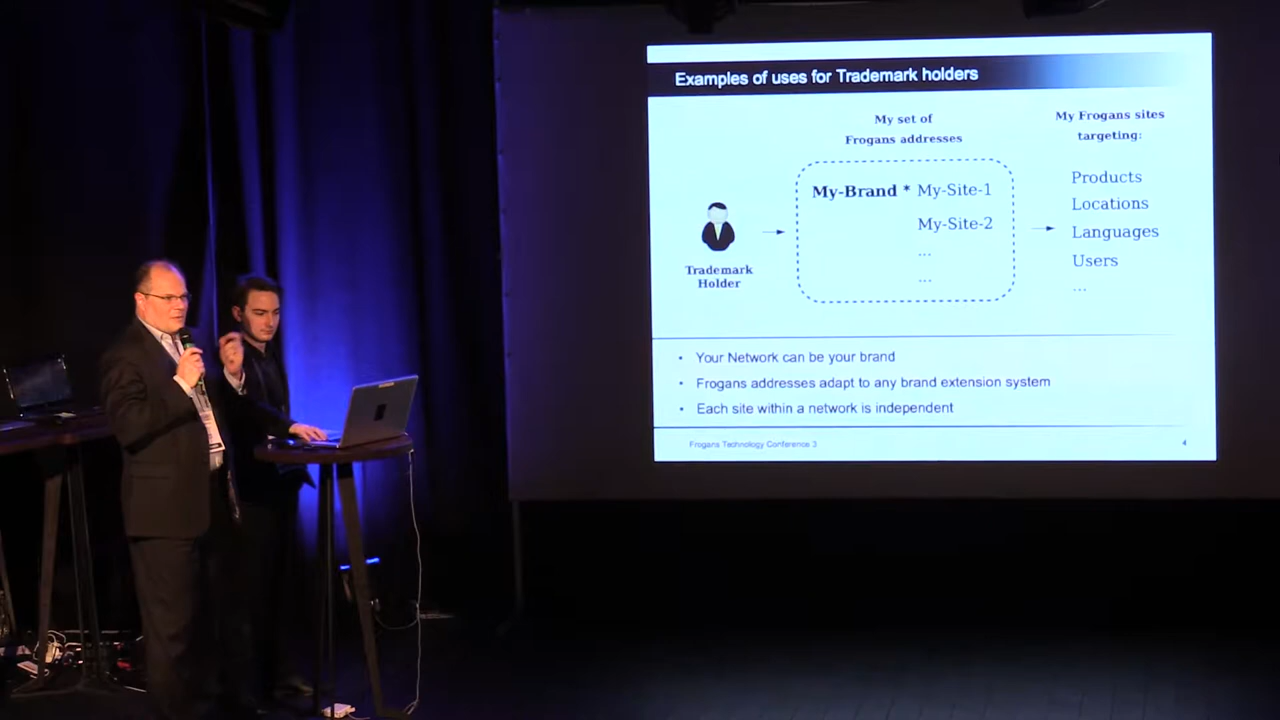 Examples of uses for Trademark holders
My set of
Frogans addresses
My Frogans sites
targeting:
My-Brand * My-Site-1
My-Site-2
...
...
Trademark
Holder
Products
Locations
Languages
Users
...
• Your Network can be your brand
• Frogans addresses adapt to any brand extension system
• Each site within a network is independent
Frogans Technology Conference 3
4